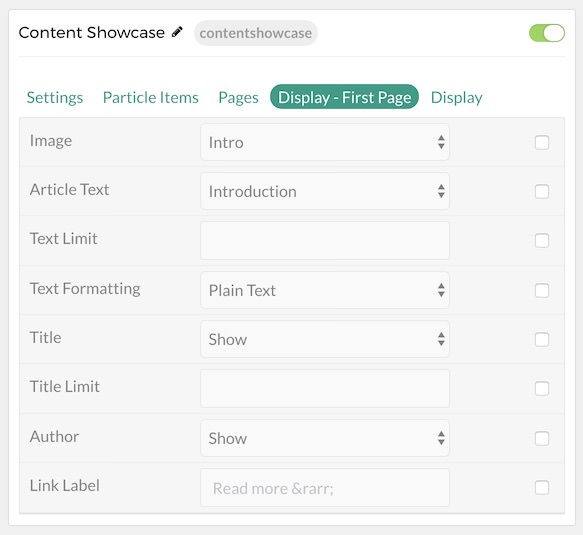 Content Showcase contentshowcase
Settings Particle Items Pages Display - First Page Display
Image Intro
Article Text Introduction
Text Limit
Text Formatting Plain Text
Title Show
Title Limit
Author Show
Link Label Read more &rarr;